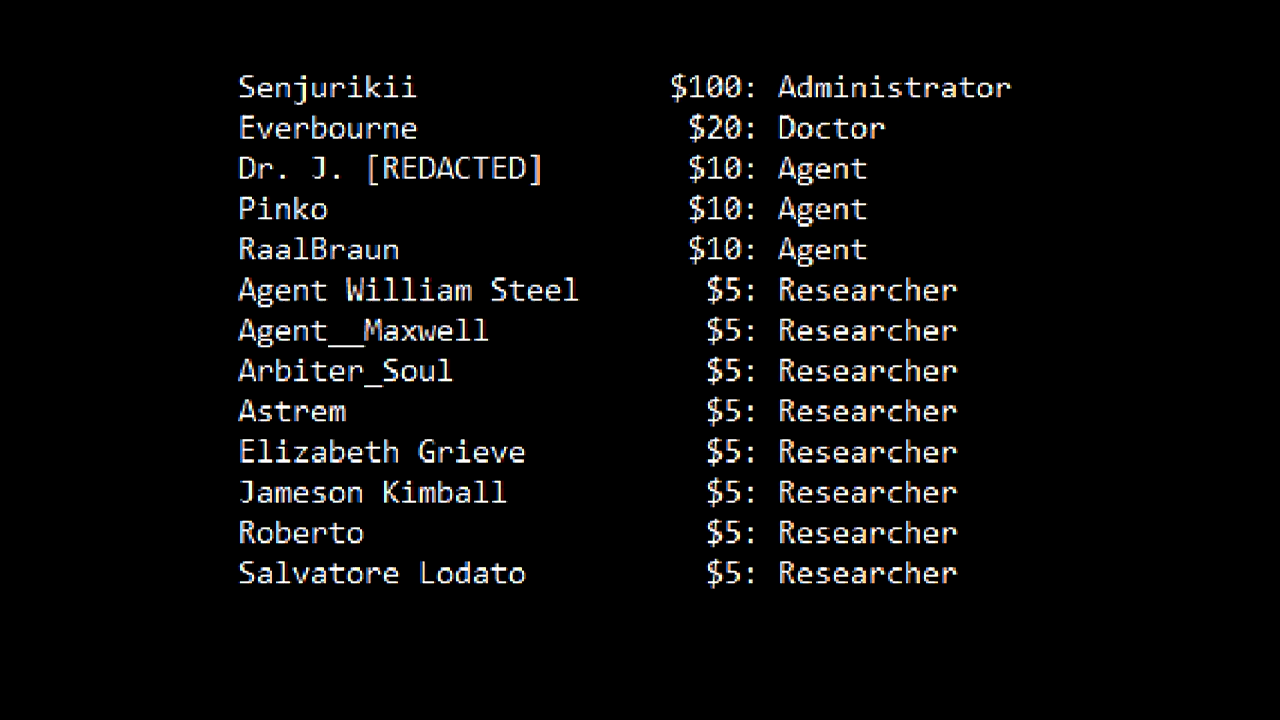 Senjurikii $100: Administrator
Everbourne $20: Doctor
Dr. J. [REDACTED] $10: Agent
Pinko $10: Agent
RaalBraun $10: Agent
Agent William Steel $5: Researcher
Agent__Maxwell $5: Researcher
Arbiter_Soul $5: Researcher
Astrem $5: Researcher
Elizabeth Grieve $5: Researcher
Jameson Kimball $5: Researcher
Roberto $5: Researcher
Salvatore Lodato $5: Researcher